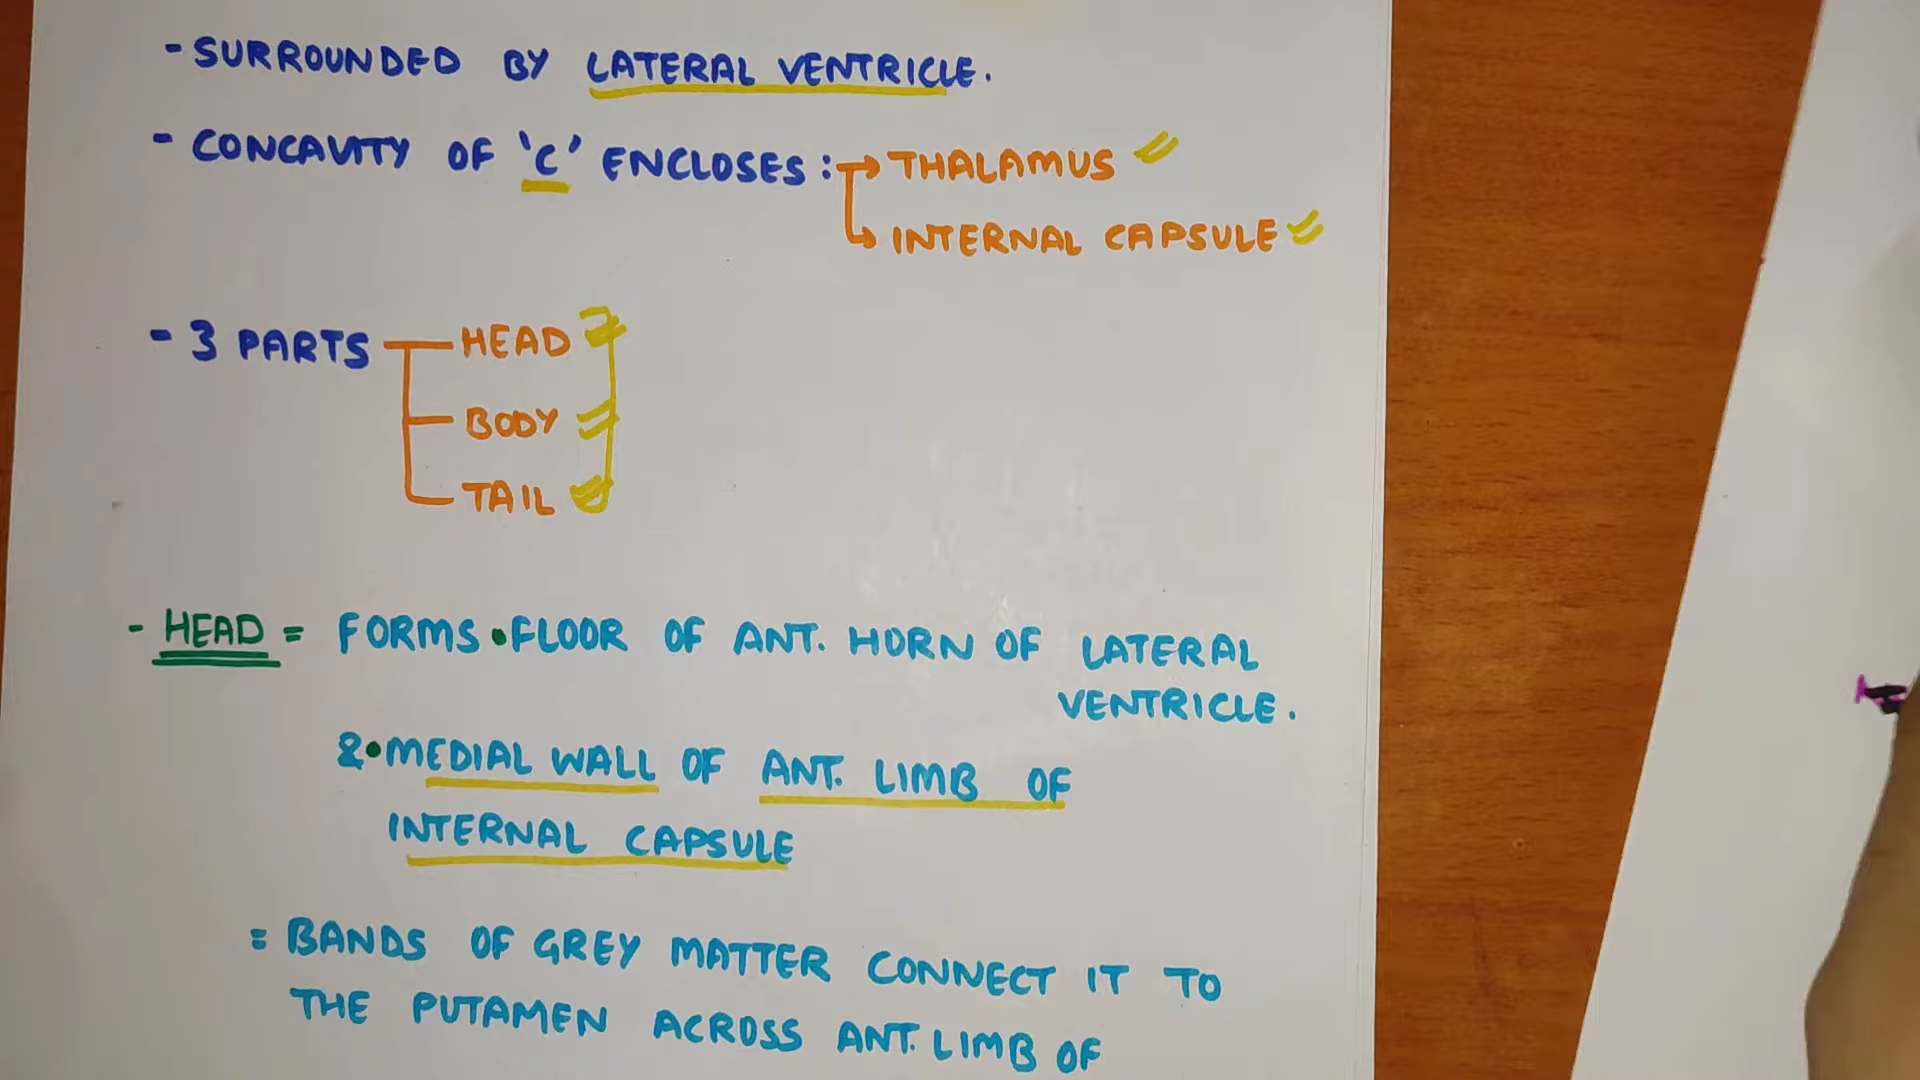 - SURROUNDED BY LATERAL VENTRICLE.
- CONCAVITY OF 'C' ENCLOSES : → THALAMUS
→ INTERNAL CAPSULE
- 3 PARTS HEAD
BODY
TAIL
- HEAD = FORMS • FLOOR OF ANT. HORN OF LATERAL
VENTRICLE.
& • MEDIAL WALL OF ANT. LIMB OF
INTERNAL CAPSULE
= BANDS OF GREY MATTER CONNECT IT TO
THE PUTAMEN ACROSS ANT. LIMB OF